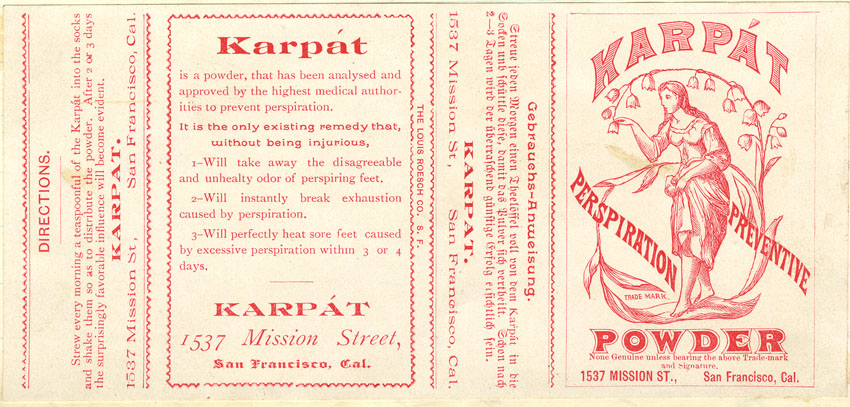 DIRECTIONS.
Strew every morning a teaspoonful of the Karpát into the socks
and shake them so as to distribute the powder. After 2 or 3 days
the surprisingly favorable influence will become evident.
KARPAT.
1537 Mission St., San Francisco, Cal.
Karpát
is a powder, that has been analysed and
approved by the highest medical author-
ities to prevent perspiration.
It is the only existing remedy that,
without being injurious,
1—Will take away the disagreeable
and unhealty odor of perspiring feet.
2—Will instantly break exhaustion
caused by perspiration.
3—Will perfectly heat sore feet caused
by excessive perspiration within 3 or 4
days.
KARPÁT
1537 Mission Street,
San Francisco, Cal.
THE LOUIS ROESCH CO. S. F.
Gebrauchs-Anweisung.
Streue jeden Morgen einen Theelöffel voll von dem Karpát in die
Socken und schüttle diese, damit das Pulver sich vertheilt. Schon nach
2—3 Tagen wird der überraschend günstige Erfolg ersichtlich sein.
KARPAT.
1537 Mission St, San Francisco, Cal.
KARPÁT
PERSPIRATION
PREVENTIVE
TRADE MARK.
POWDER
None Genuine unless bearing the above Trade-mark
and Signature.
1537 MISSION ST., San Francisco, Cal.